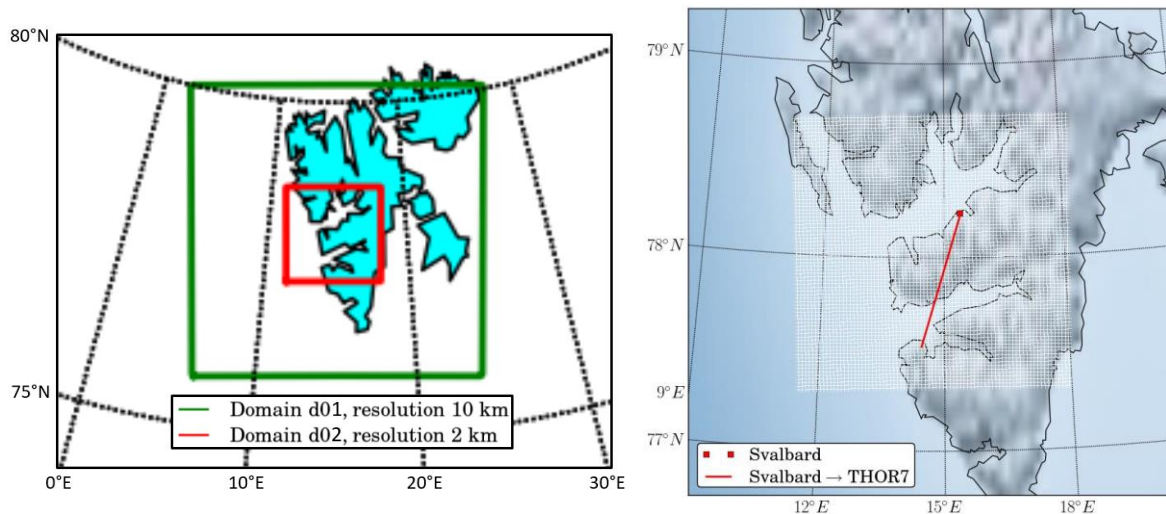 80°N
75°N
Domain d01, resolution 10 km
Domain d02, resolution 2 km
0°E 10°E 20°E 30°E
79°N
78°N
9°E
77°N
Svalbard
Svalbard → THOR7
12°E 15°E 18°E